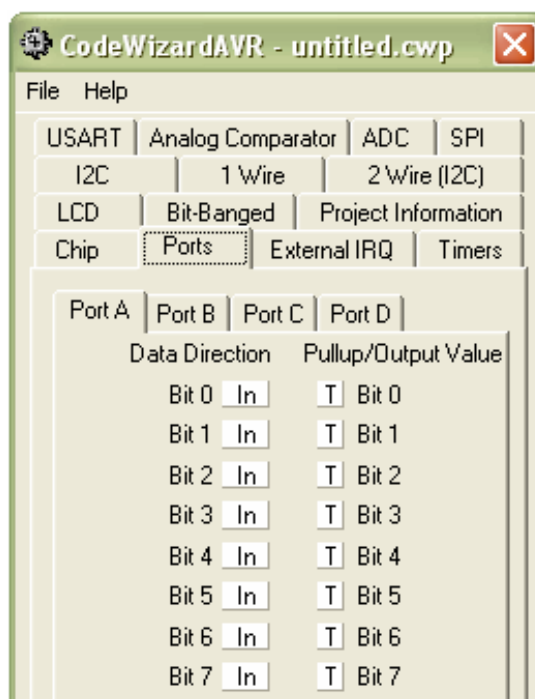 CodeWizardAVR - untitled.cwp
File Help
USART Analog Comparator ADC SPI
I2C 1 Wire 2 Wire (I2C)
LCD Bit-Banged Project Information
Chip Ports External IRQ Timers
Port A Port B Port C Port D
Data Direction Pullup/Output Value
Bit 0 In T Bit 0
Bit 1 In T Bit 1
Bit 2 In T Bit 2
Bit 3 In T Bit 3
Bit 4 In T Bit 4
Bit 5 In T Bit 5
Bit 6 In T Bit 6
Bit 7 In T Bit 7